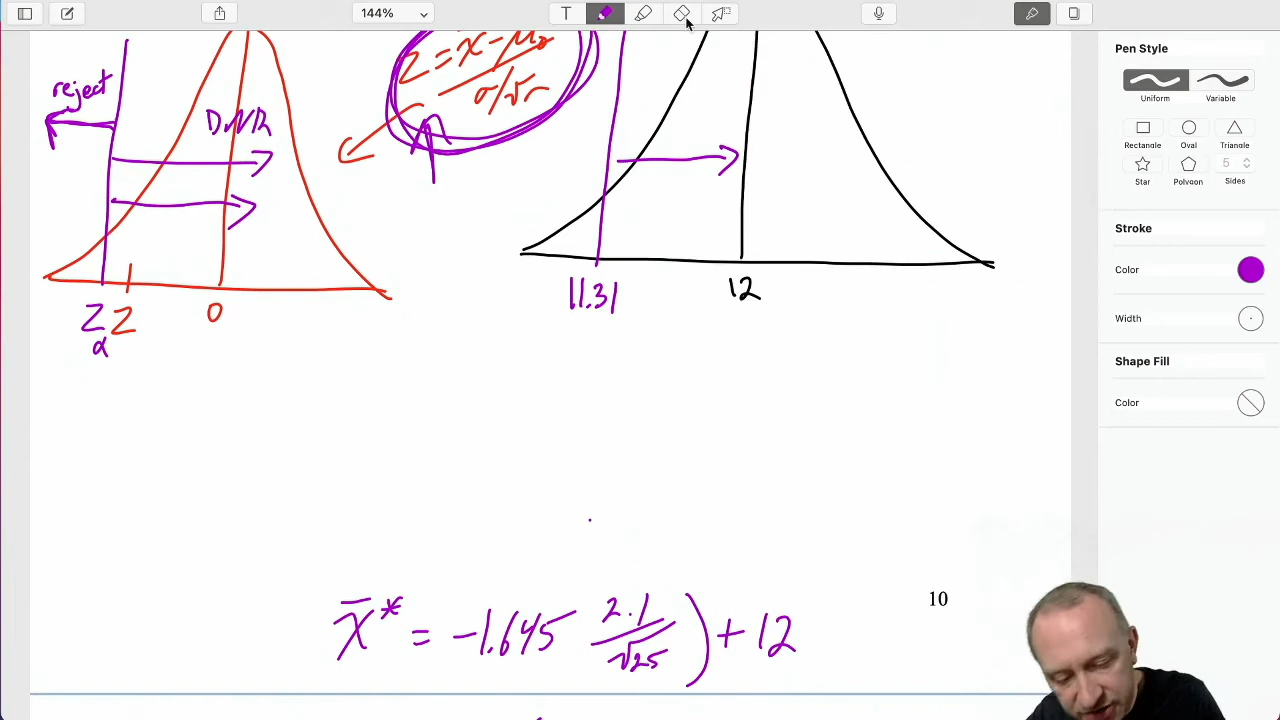 T
144%
Pen Style
Uniform Variable
Rectangle Oval Triangle
Star Polygon 5 Sides
Stroke
Color
Width
Shape Fill
Color
reject
DNR
Z = x - μ₀
σ/√n
Z Z 0
α
11.31 12
10
x̄* = -1.645 2.1/√25) + 12